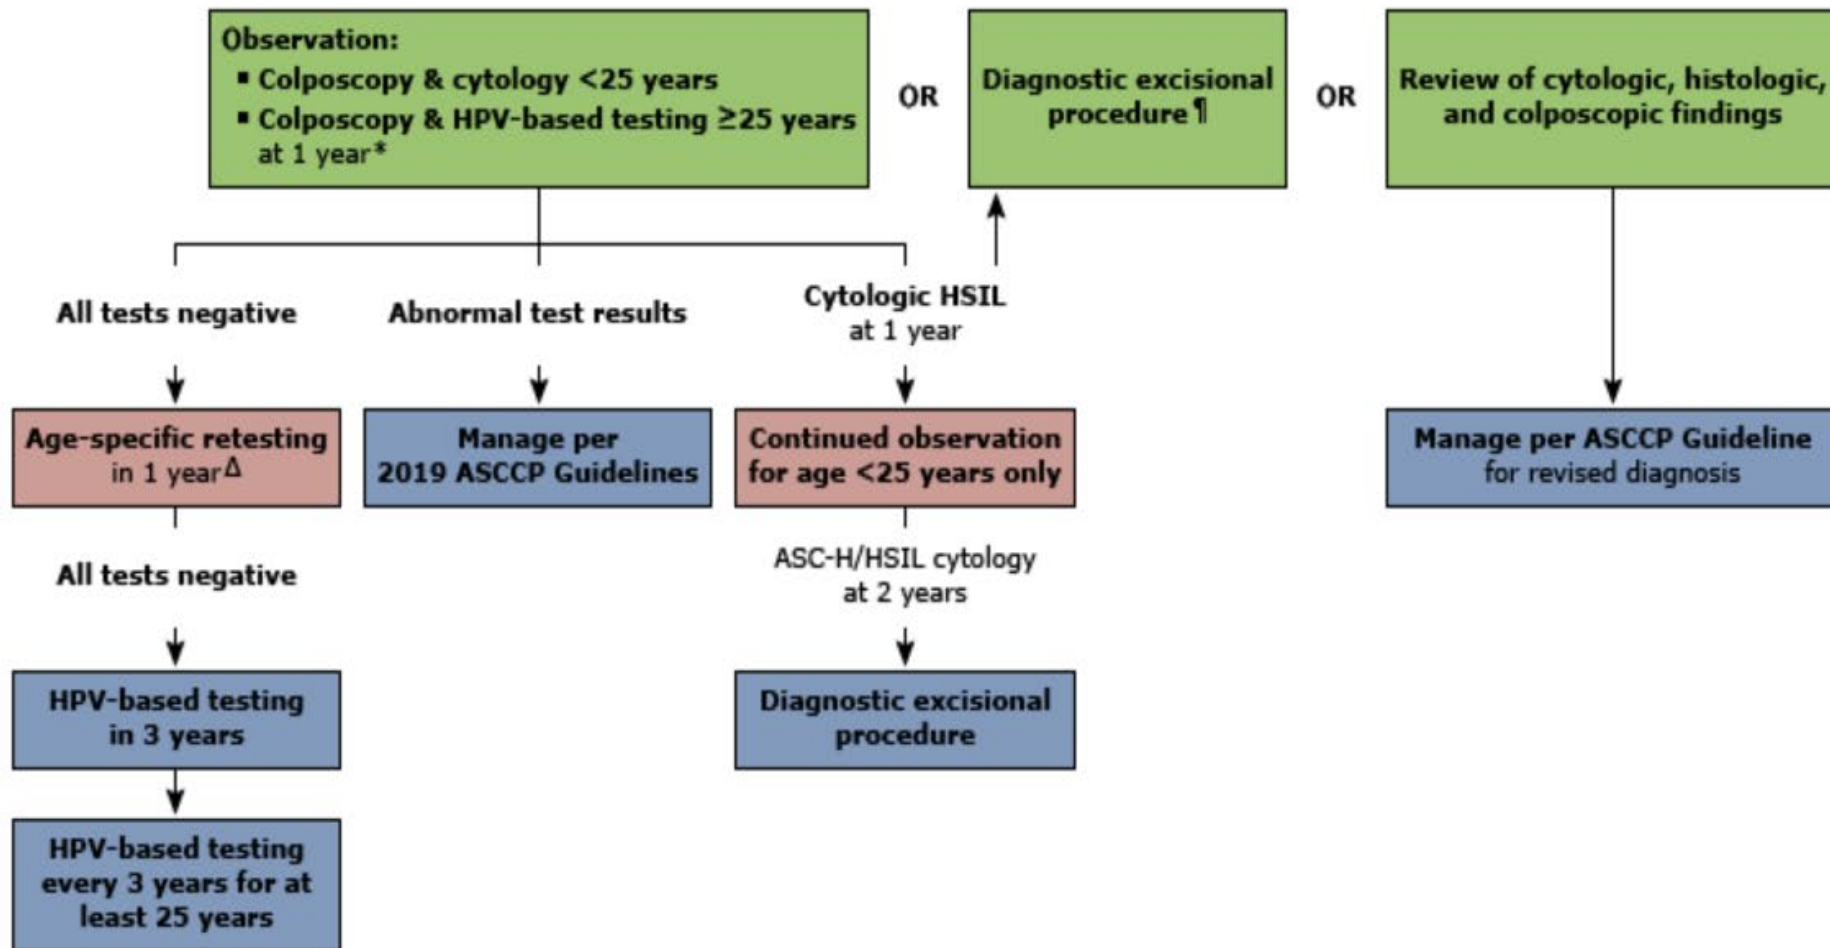 Observation:
▪ Colposcopy & cytology <25 years
▪ Colposcopy & HPV-based testing ≥25 years
at 1 year*
OR
Diagnostic excisional
procedure¶
OR
Review of cytologic, histologic,
and colposcopic findings
All tests negative
Abnormal test results
Cytologic HSIL
at 1 year
Age-specific retesting
in 1 yearΔ
Manage per
2019 ASCCP Guidelines
Continued observation
for age <25 years only
Manage per ASCCP Guideline
for revised diagnosis
All tests negative
ASC-H/HSIL cytology
at 2 years
HPV-based testing
in 3 years
Diagnostic excisional
procedure
HPV-based testing
every 3 years for at
least 25 years